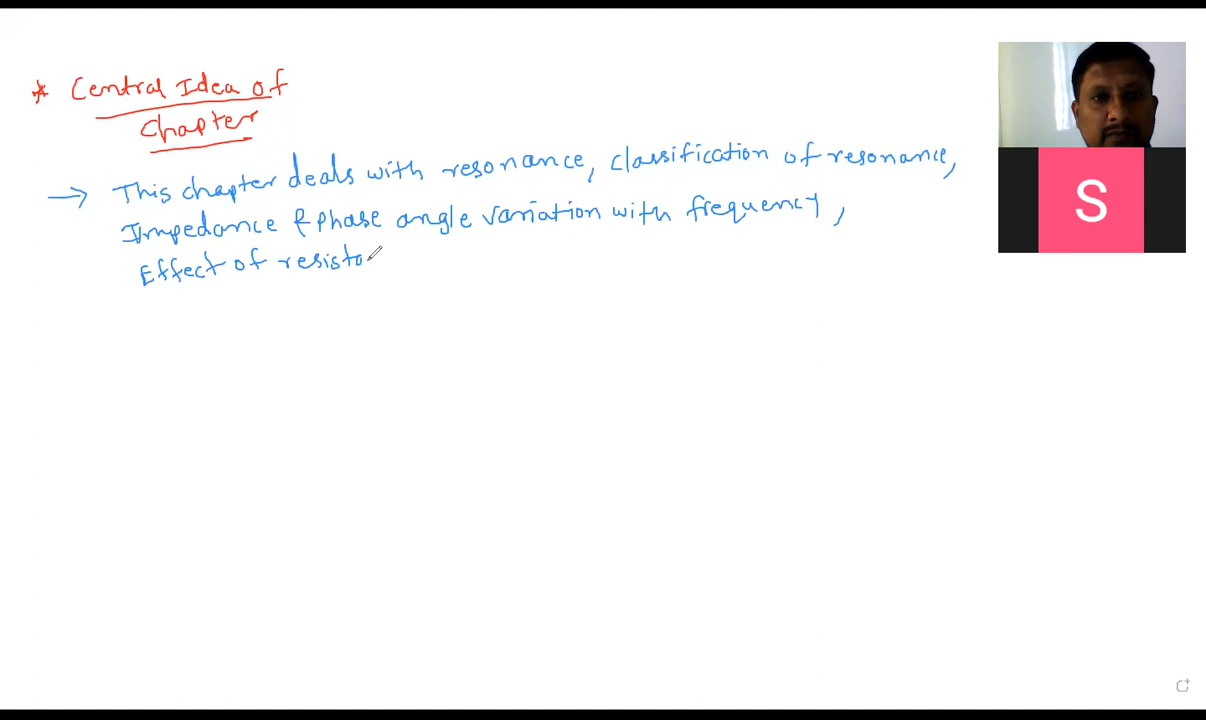 * Central Idea of
Chapter
→ This chapter deals with resonance, classification of resonance,
Impedance & phase angle variation with frequency,
Effect of resisto
S